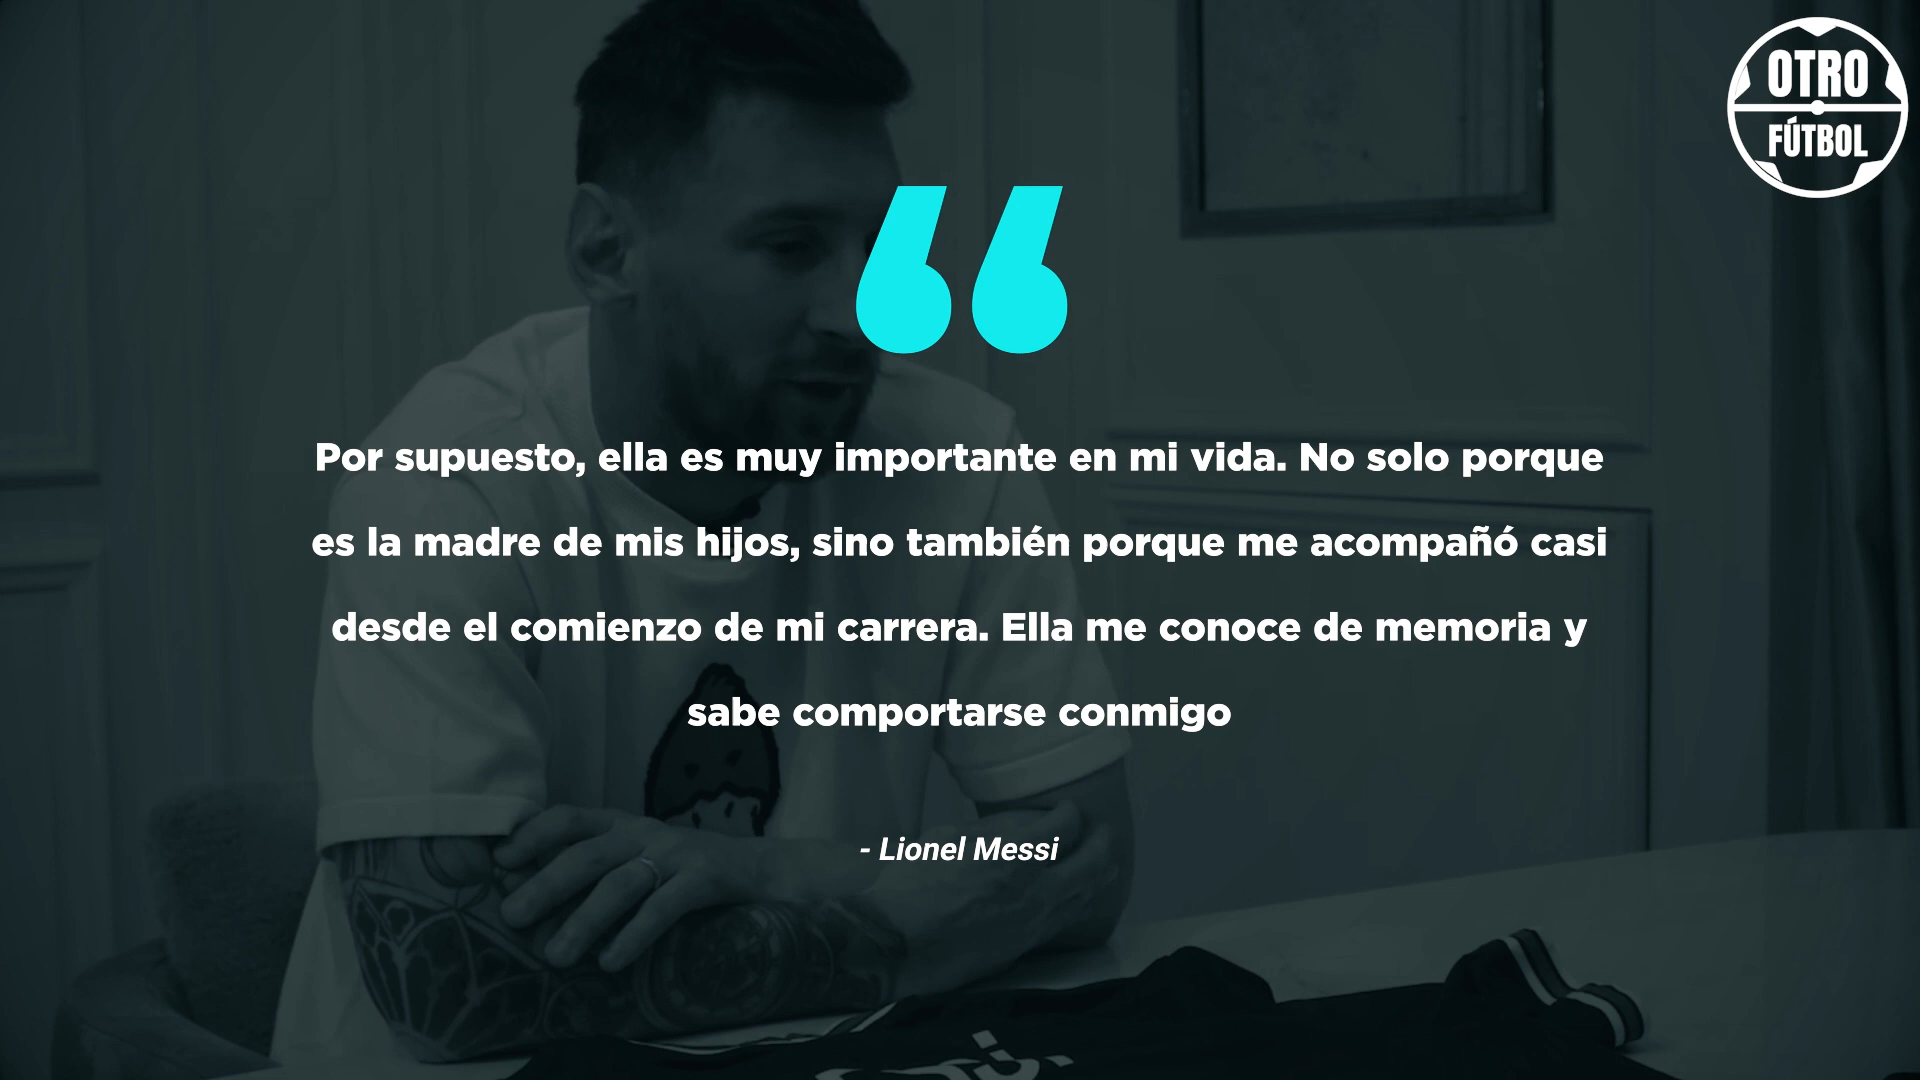 OTRO
FÚTBOL
Por supuesto, ella es muy importante en mi vida. No solo porque
es la madre de mis hijos, sino también porque me acompañó casi
desde el comienzo de mi carrera. Ella me conoce de memoria y
sabe comportarse conmigo
- Lionel Messi